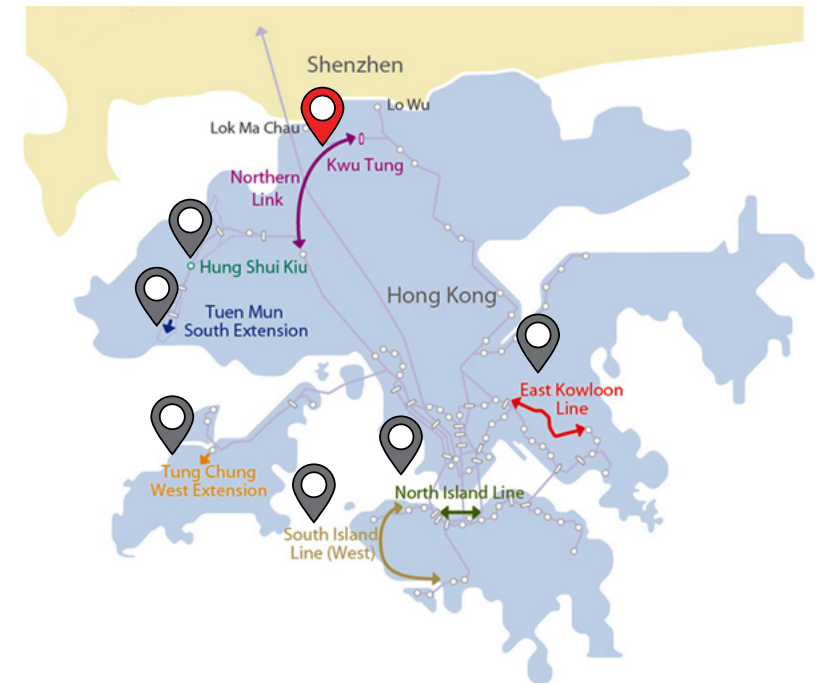 Shenzhen
Lo Wu
Lok Ma Chau
Kwu Tung
Northern
Link
Hung Shui Kiu
Hong Kong
Tuen Mun
South Extension
East Kowloon
Line
Tung Chung
West Extension
North Island Line
South Island
Line (West)